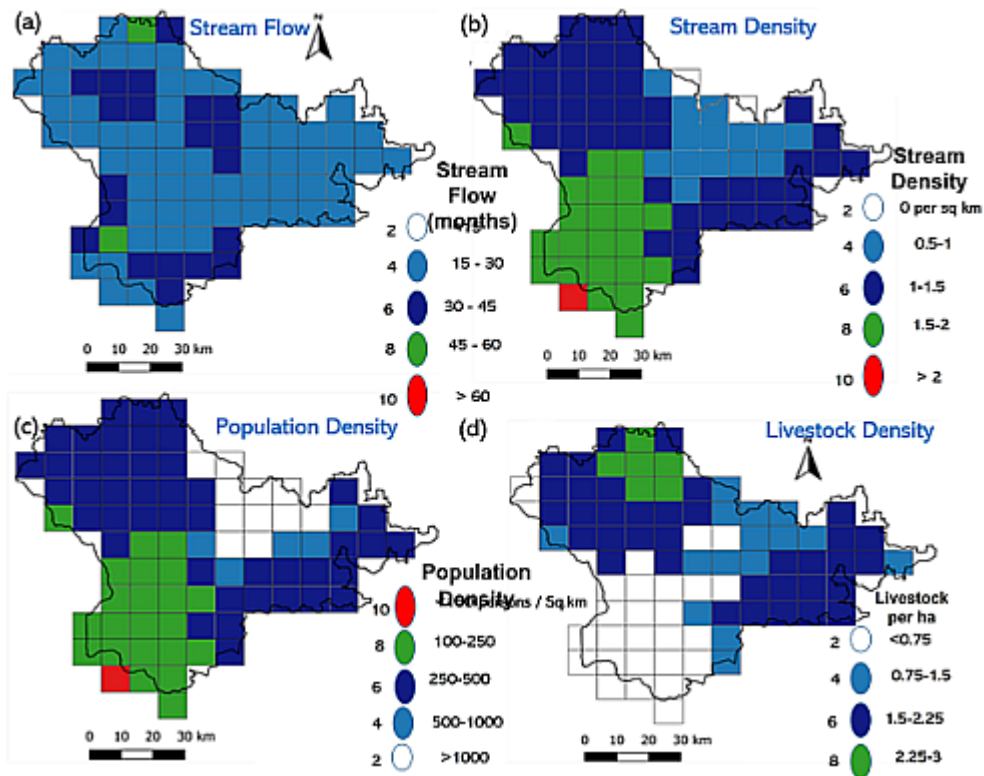 (a)
Stream Flow
N
Stream
Flow
(months)
2
4 15 - 30
6 30 - 45
8 45 - 60
10 > 60
0 10 20 30 km
(b)
Stream Density
Stream
Density
2 0 per sq km
4 0.5-1
6 1-1.5
8 1.5-2
10 > 2
0 10 20 30 km
(c)
Population Density
Population
Density
10 persons / Sq km
8 100-250
6 250-500
4 500-1000
2 >1000
0 10 20 30 km
(d)
Livestock Density
N
Livestock
per ha
2 <0.75
4 0.75-1.5
6 1.5-2.25
8 2.25-3
0 10 20 30 km